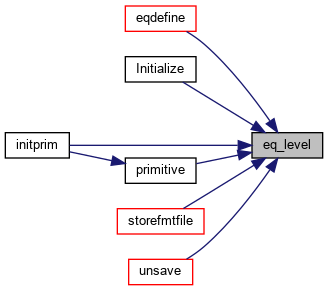 eqdefine
Initialize
eq_level
initprim
primitive
storefmtfile
unsave